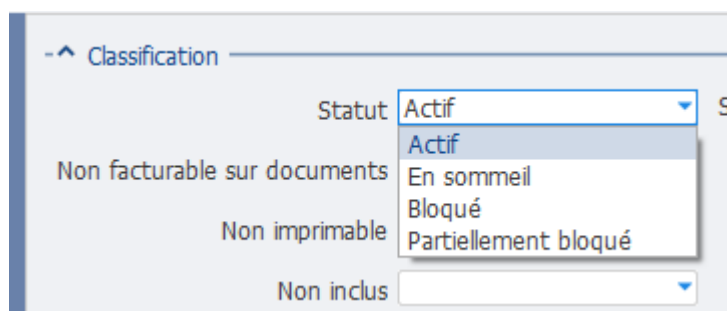 Classification
Statut Actif S
Actif
Non facturable sur documents En sommeil
Bloqué
Non imprimable Partiellement bloqué
Non inclus